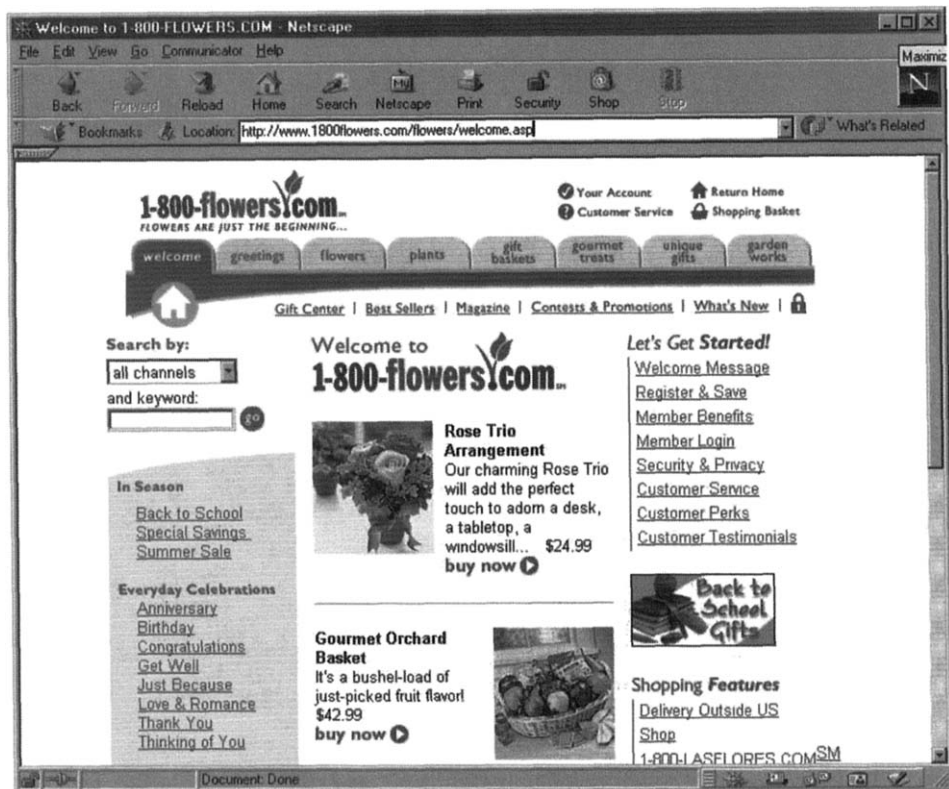 Welcome to 1-800-FLOWERS.COM - Netscape
File Edit View Go Communicator Help
Maximiz
Back Forward Reload Home Search Netscape Print Security Shop Stop
My
N
Bookmarks Location: http://www.1800flowers.com/flowers/welcome.asp What's Related
1-800-flowers.com
FLOWERS ARE JUST THE BEGINNING...
Your Account Return Home
Customer Service Shopping Basket
welcome greetings flowers plants gift baskets gourmet treats unique gifts garden works
Gift Center | Best Sellers | Magazine | Contests & Promotions | What's New |
Search by:
all channels
and keyword:
go
In Season
Back to School
Special Savings
Summer Sale
Everyday Celebrations
Anniversary
Birthday
Congratulations
Get Well
Just Because
Love & Romance
Thank You
Thinking of You
Welcome to
1-800-flowers.com
Rose Trio
Arrangement
Our charming Rose Trio
will add the perfect
touch to adorn a desk,
a tabletop, a
windowsill... $24.99
buy now
Gourmet Orchard
Basket
It's a bushel-load of
just-picked fruit flavor!
$42.99
buy now
Let's Get Started!
Welcome Message
Register & Save
Member Benefits
Member Login
Security & Privacy
Customer Service
Customer Perks
Customer Testimonials
Back to
School
Gifts
Shopping Features
Delivery Outside US
Shop
1-800-LASFLORES.COM SM
Document: Done